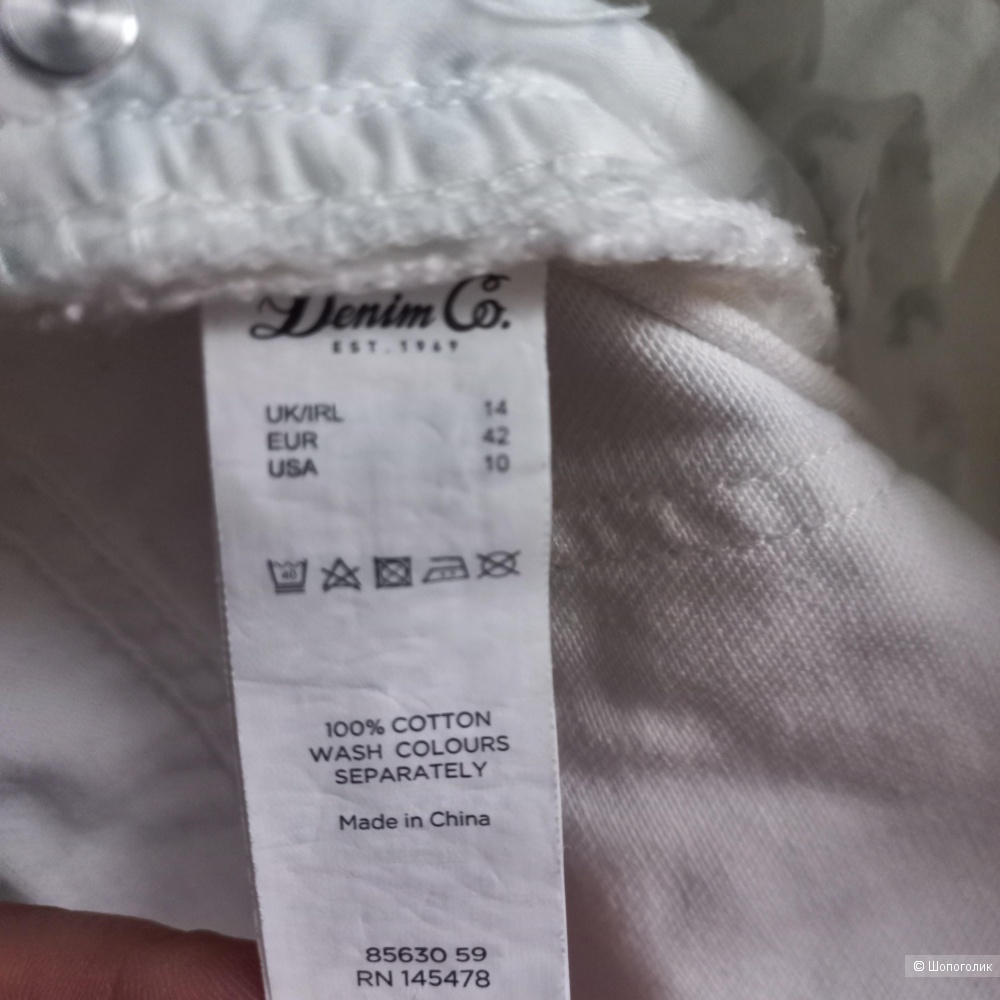 Denim Co.
EST. 1969
UK/IRL 14
EUR 42
USA 10
40
100% COTTON
WASH COLOURS
SEPARATELY
Made in China
85630 59
RN 145478
© Шопоголик